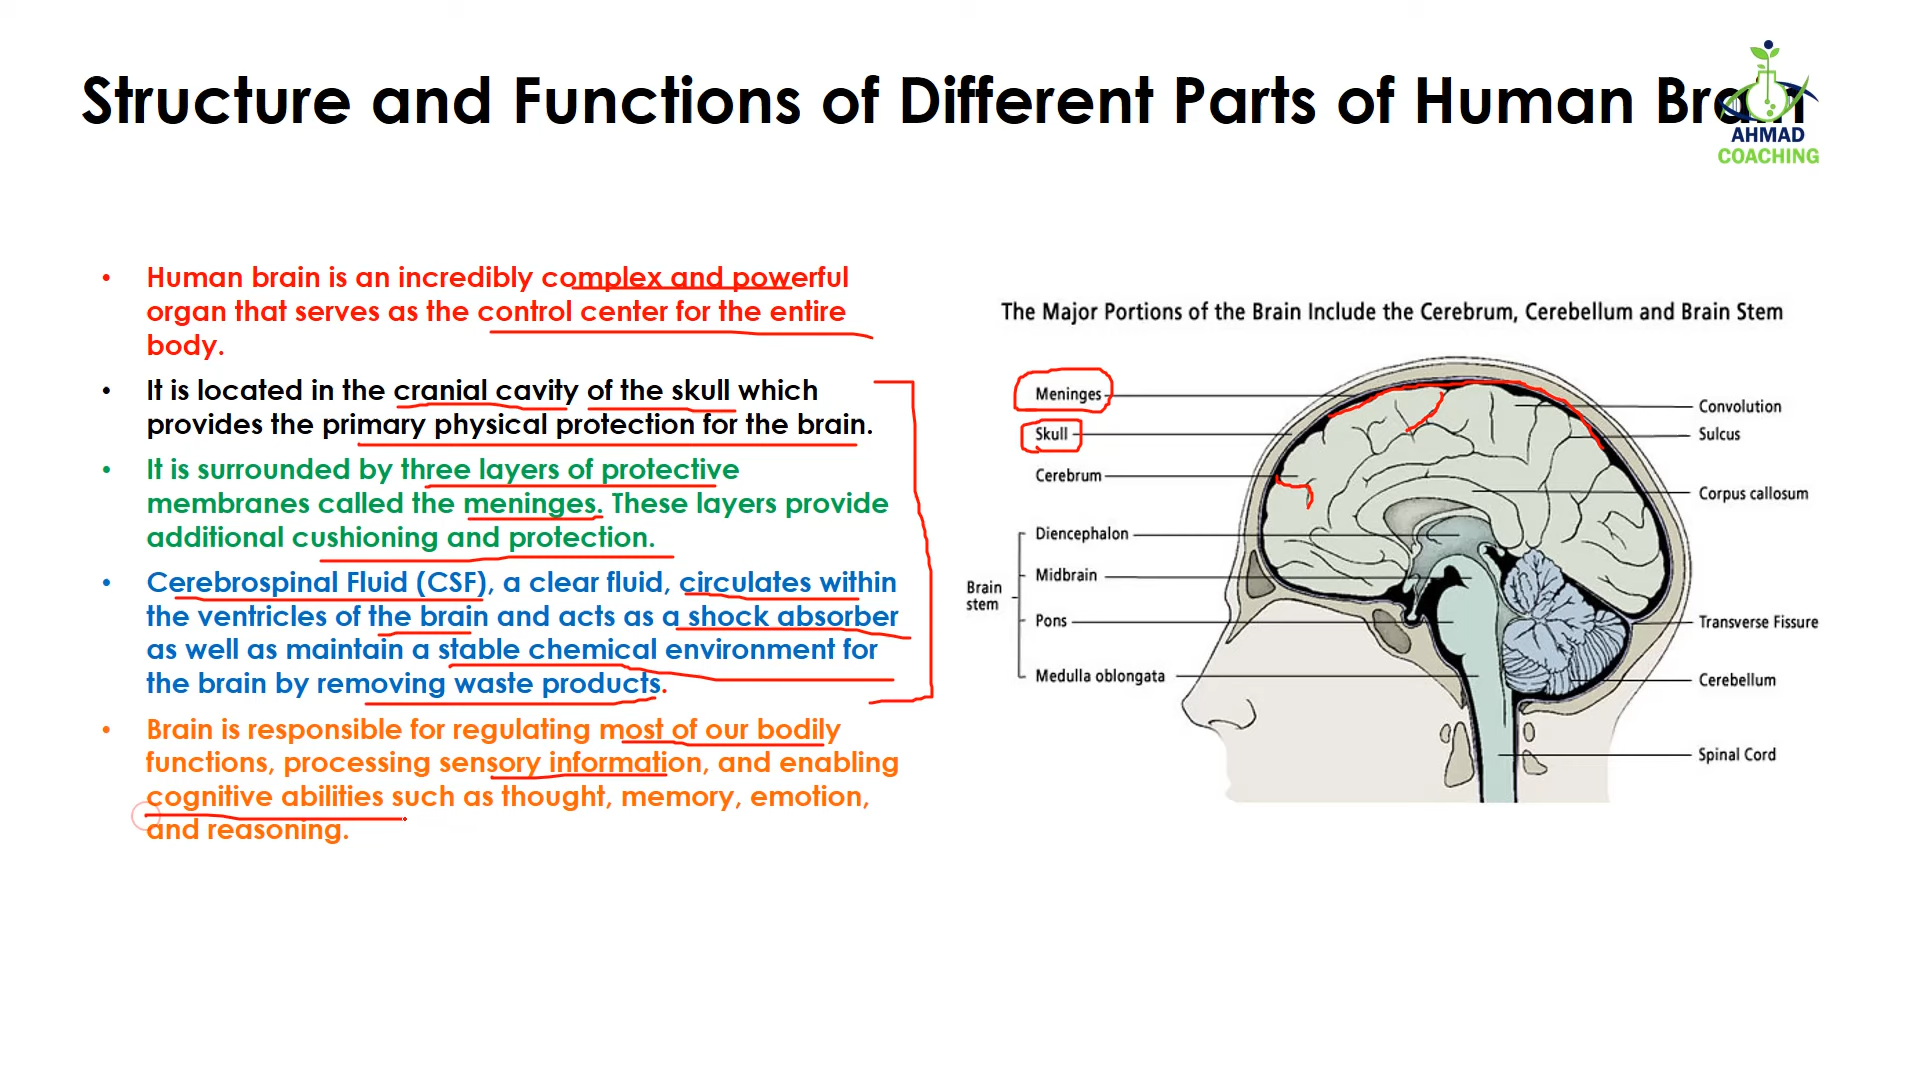 Structure and Functions of Different Parts of Human Brain
AHMAD
COACHING
• Human brain is an incredibly complex and powerful
organ that serves as the control center for the entire
body.
• It is located in the cranial cavity of the skull which
provides the primary physical protection for the brain.
• It is surrounded by three layers of protective
membranes called the meninges. These layers provide
additional cushioning and protection.
• Cerebrospinal Fluid (CSF), a clear fluid, circulates within
the ventricles of the brain and acts as a shock absorber
as well as maintain a stable chemical environment for
the brain by removing waste products.
• Brain is responsible for regulating most of our bodily
functions, processing sensory information, and enabling
cognitive abilities such as thought, memory, emotion,
and reasoning.
The Major Portions of the Brain Include the Cerebrum, Cerebellum and Brain Stem
Meninges
Skull
Cerebrum
Diencephalon
Midbrain
Brain
stem
Pons
Medulla oblongata
Convolution
Sulcus
Corpus callosum
Transverse Fissure
Cerebellum
Spinal Cord